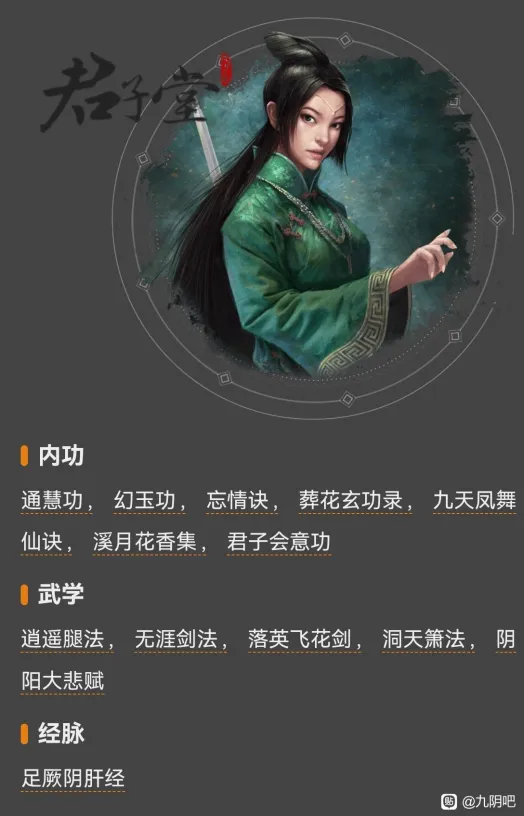 君子堂
内功
通慧功， 幻玉功， 忘情诀， 葬花玄功录， 九天凤舞
仙诀， 溪月花香集， 君子会意功
武学
逍遥腿法， 无涯剑法， 落英飞花剑， 洞天箫法， 阴
阳大悲赋
经脉
足厥阴肝经
贴 @九阴吧